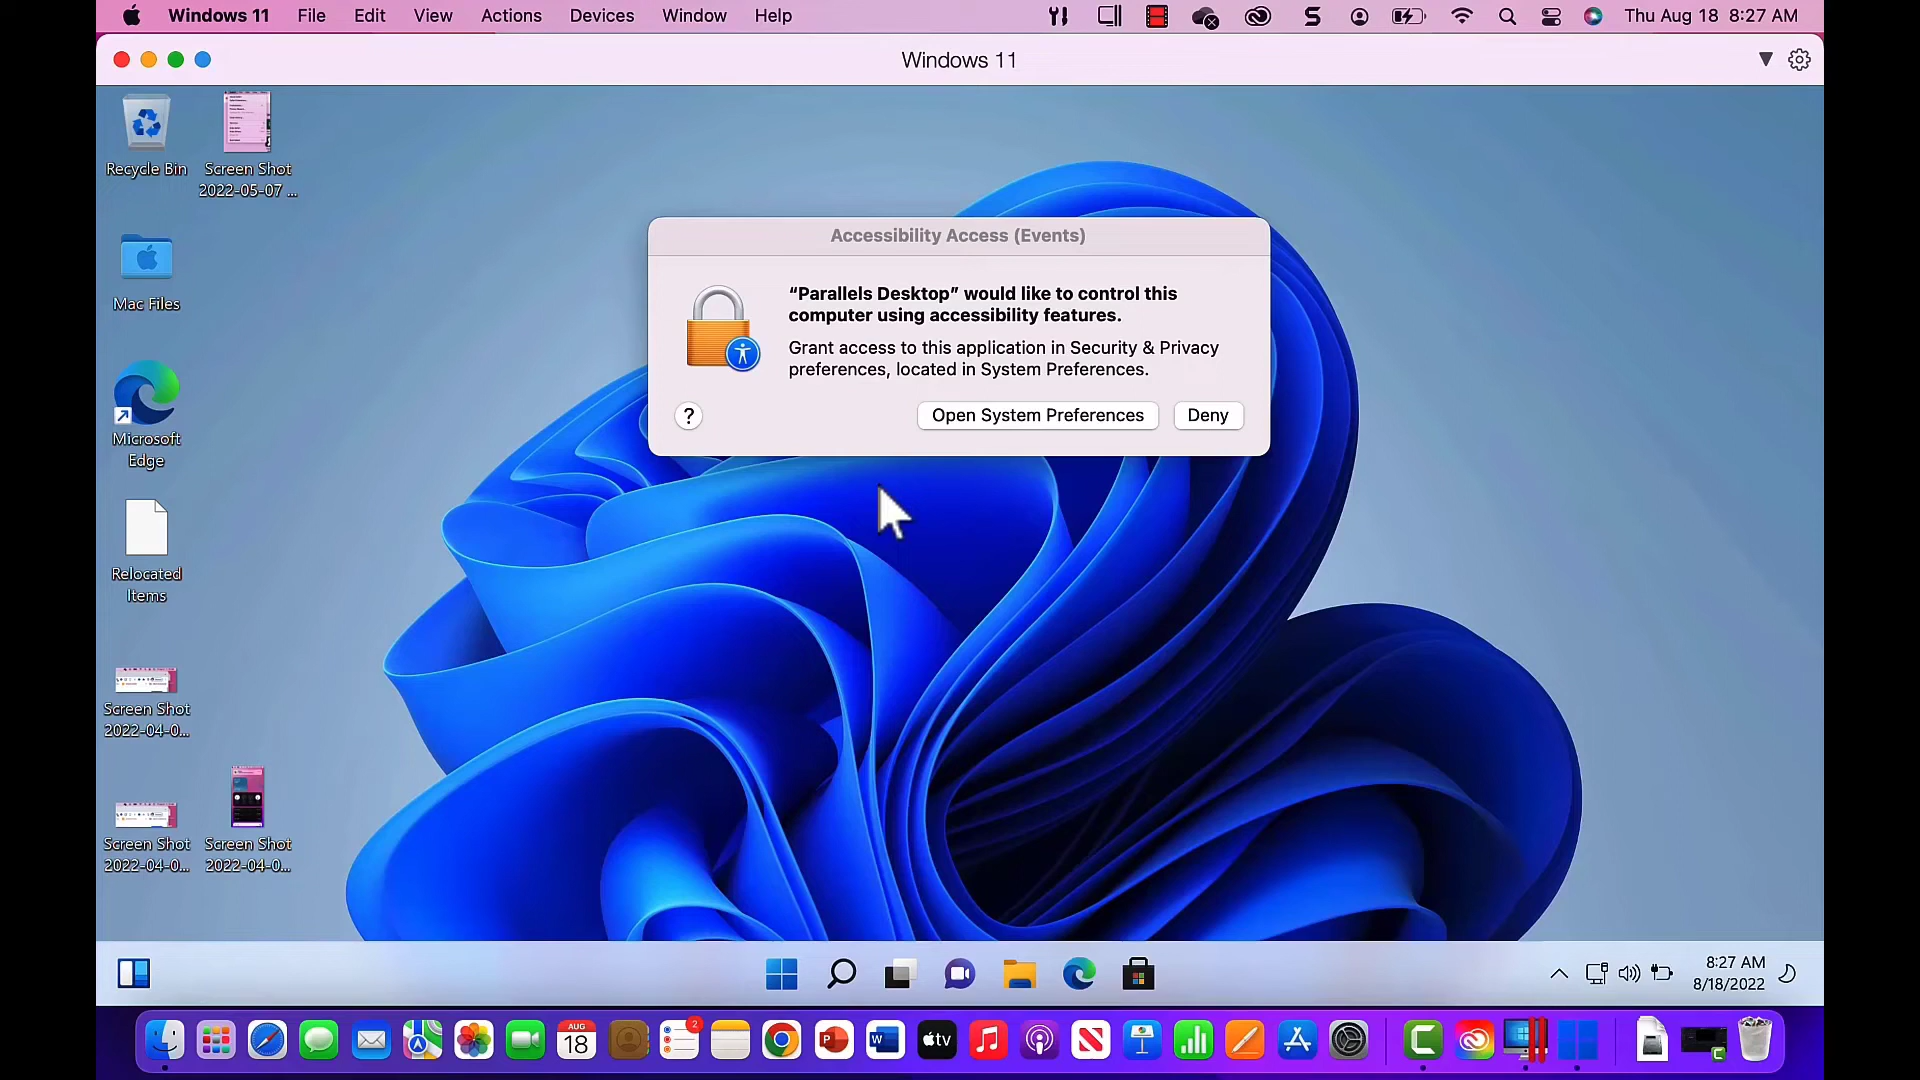 Windows 11 File Edit View Actions Devices Window Help Thu Aug 18 8:27 AM
Windows 11
Recycle Bin
Screen Shot
2022-05-07 ...
Mac Files
Microsoft
Edge
Relocated
Items
Screen Shot
2022-04-0...
Screen Shot
2022-04-0...
Screen Shot
2022-04-0...
Accessibility Access (Events)
“Parallels Desktop” would like to control this
computer using accessibility features.
Grant access to this application in Security & Privacy
preferences, located in System Preferences.
? Open System Preferences Deny
8:27 AM
8/18/2022
AUG
18
2
P
W
tv
C